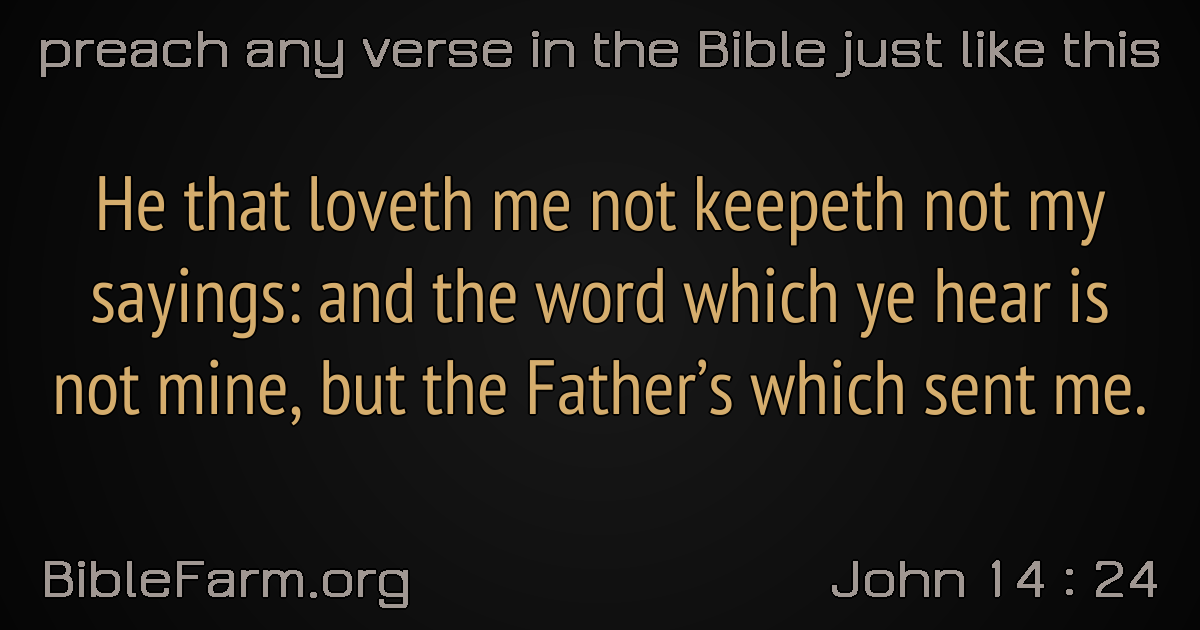 preach any verse in the Bible just like this
He that loveth me not keepeth not my
sayings: and the word which ye hear is
not mine, but the Father’s which sent me.
BibleFarm.org
John 14 : 24